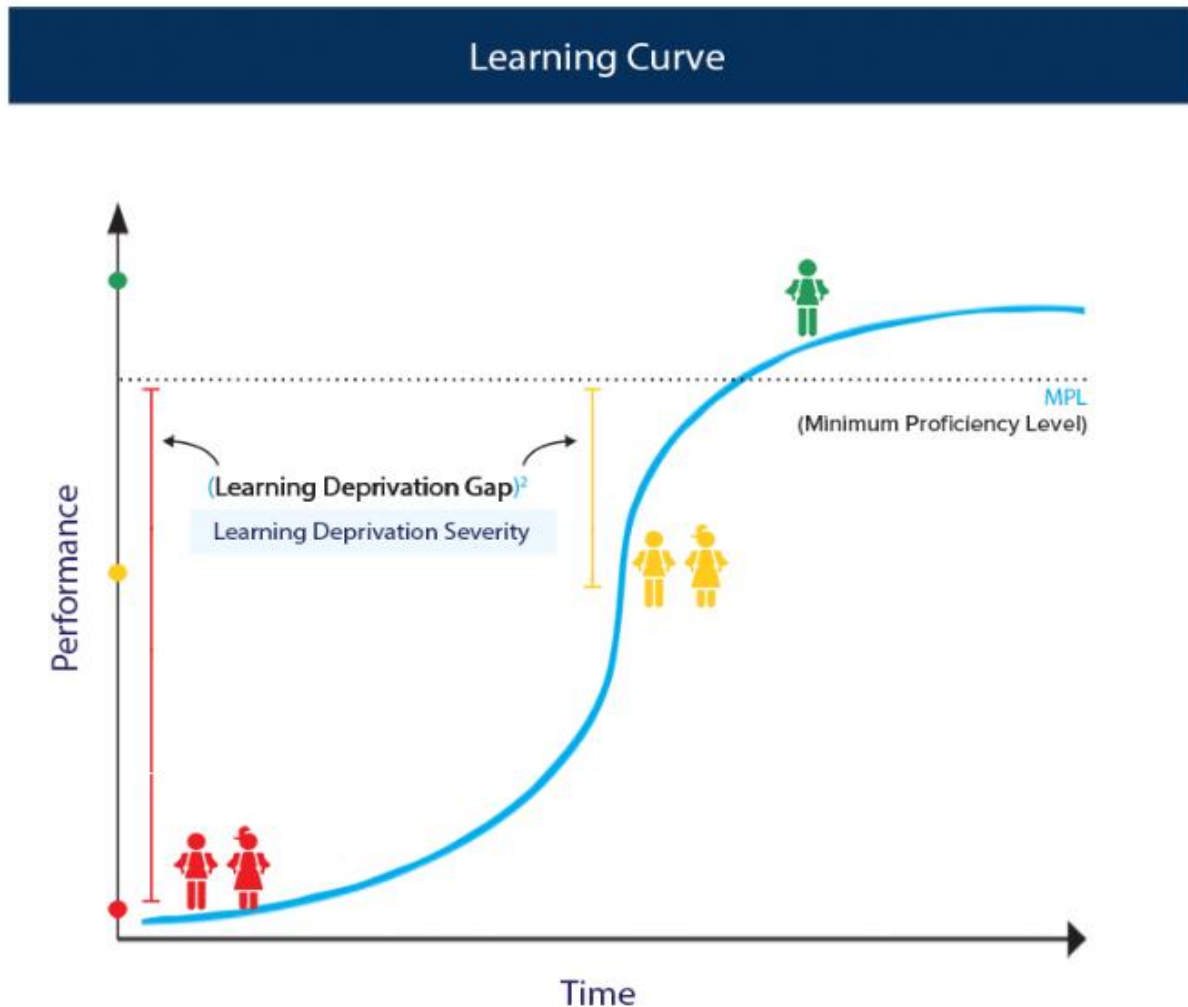 Learning Curve
MPL
(Minimum Proficiency Level)
(Learning Deprivation Gap)²
Learning Deprivation Severity
Performance
Time